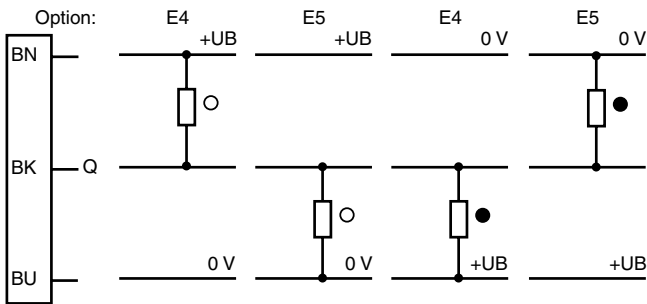 Option: E4 E5 E4 E5
BN +UB +UB 0 V 0 V
BK Q
BU 0 V 0 V +UB +UB